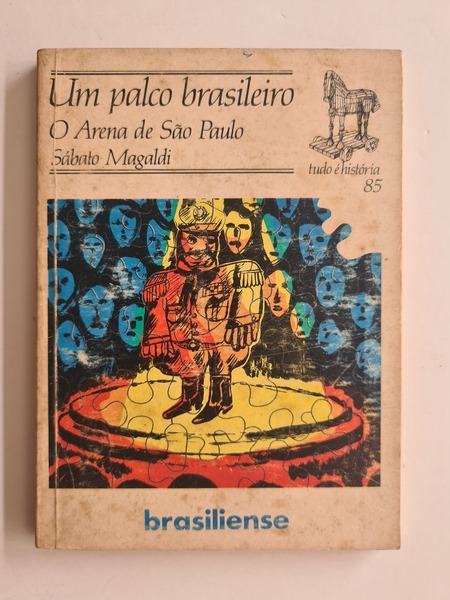 Um palco brasileiro
O Arena de São Paulo
Sábato Magaldi
tudo é história
85
brasiliense